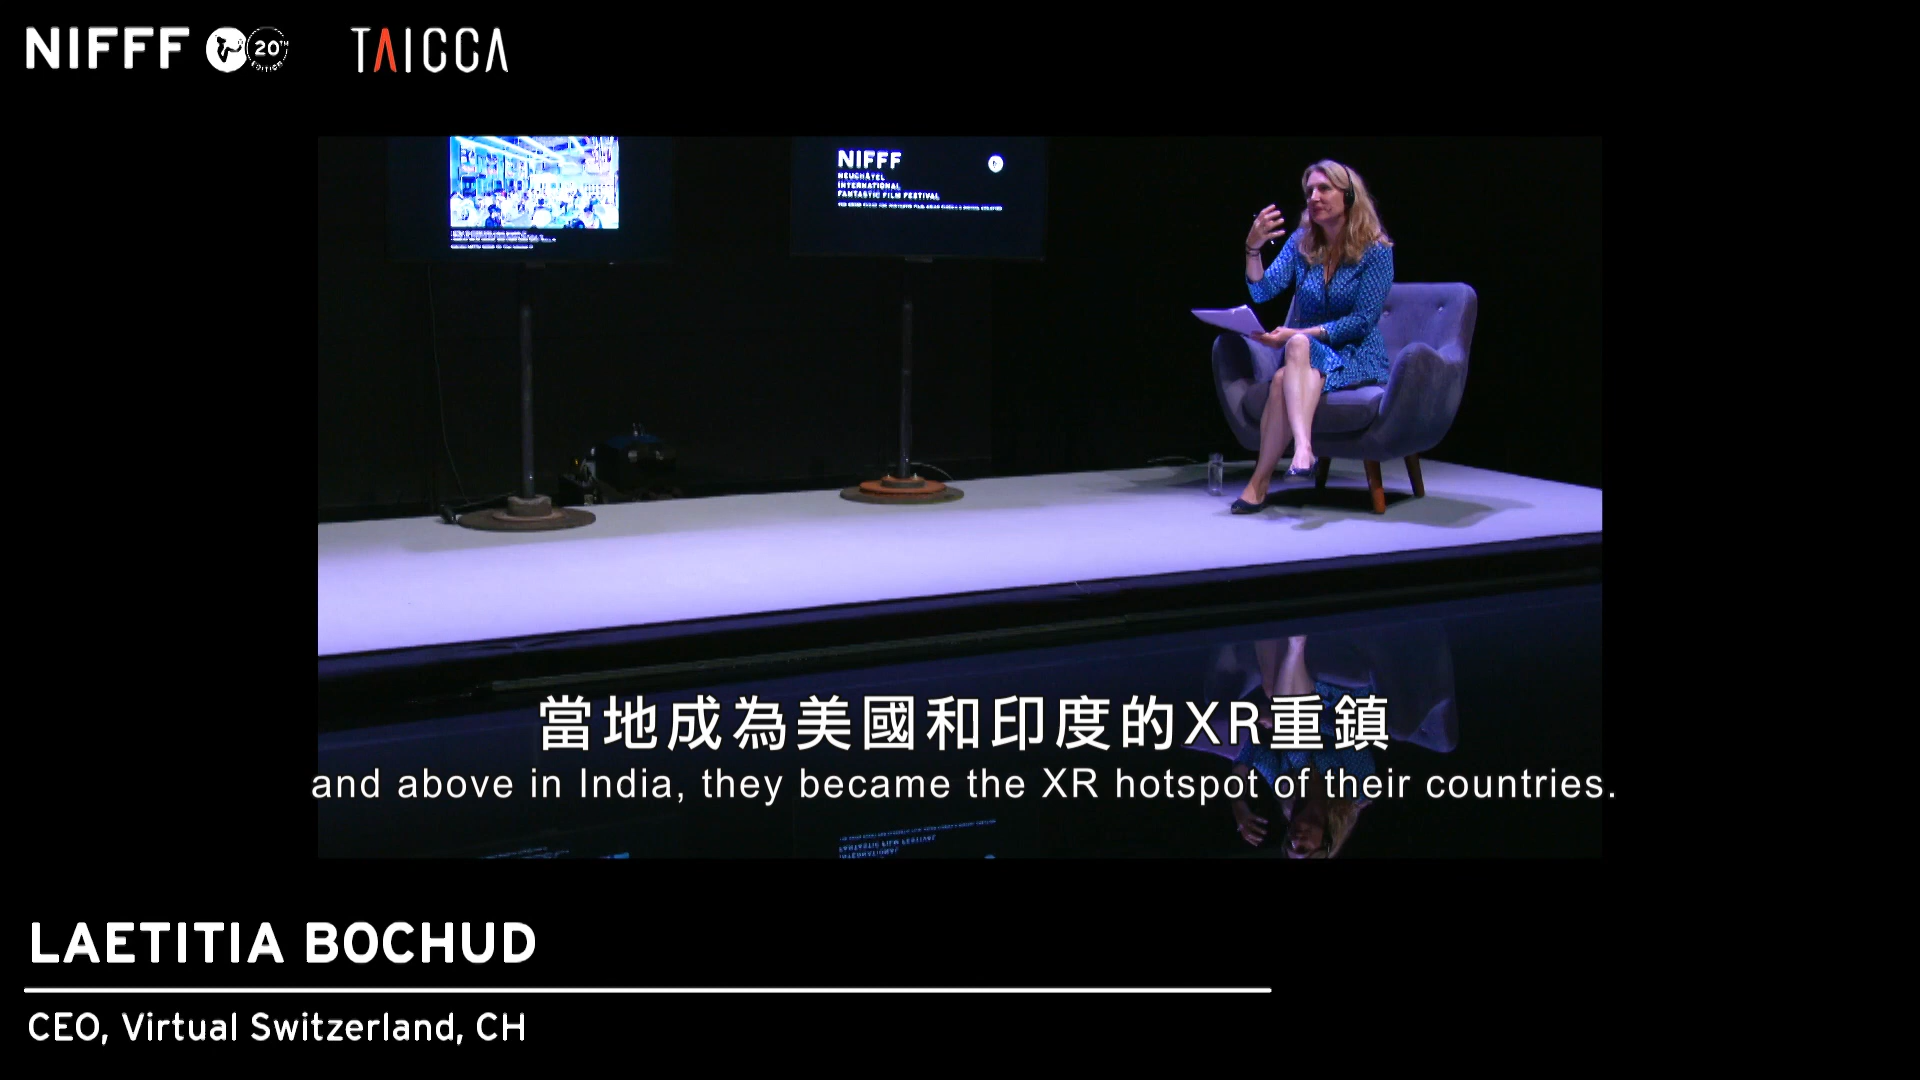 NIFFF 20TH EDITION TAICCA
NIFFF
NEUCHÂTEL
INTERNATIONAL
FANTASTIC FILM FESTIVAL
當地成為美國和印度的XR重鎮
and above in India, they became the XR hotspot of their countries.
LAETITIA BOCHUD
CEO, Virtual Switzerland, CH